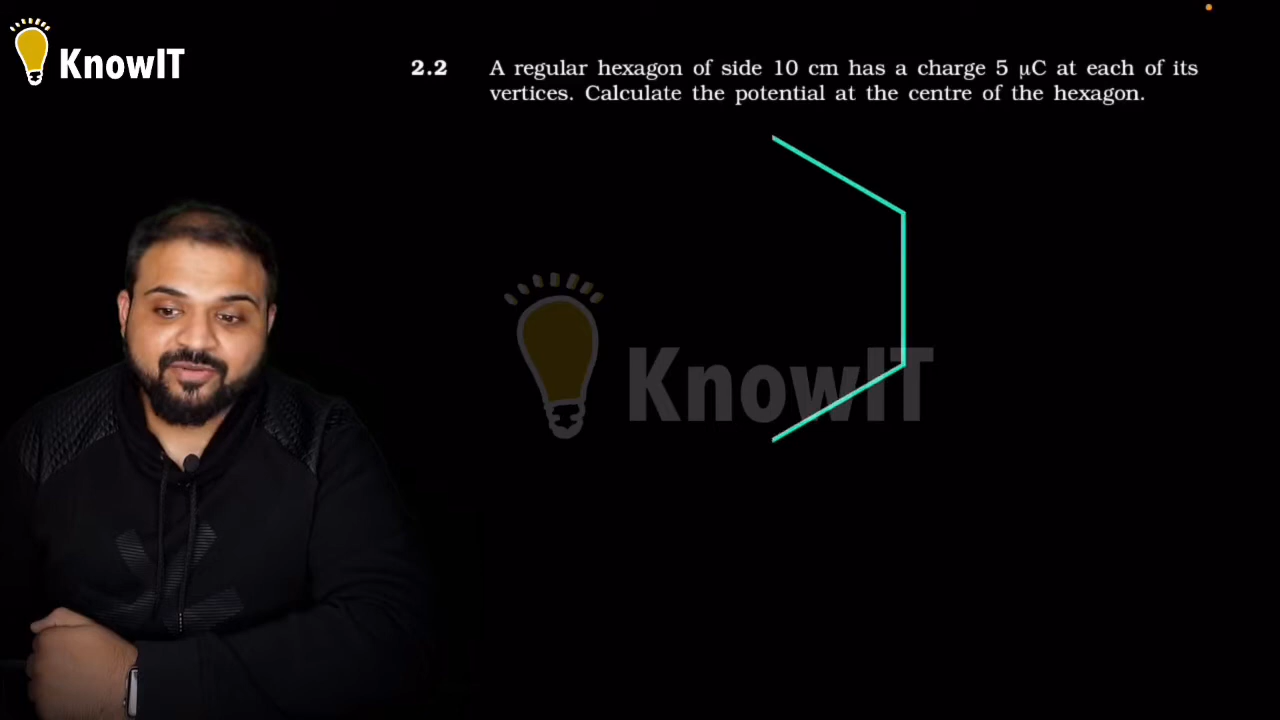 KnowIT
2.2 A regular hexagon of side 10 cm has a charge 5 μC at each of its
vertices. Calculate the potential at the centre of the hexagon.
KnowIT